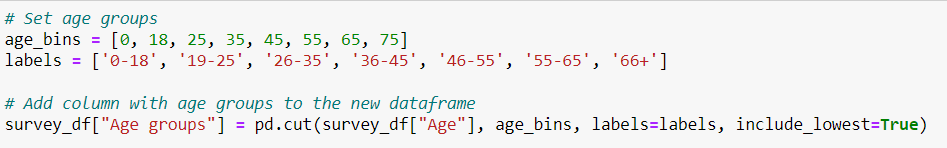 # Set age groups
age_bins = [0, 18, 25, 35, 45, 55, 65, 75]
labels = ['0-18', '19-25', '26-35', '36-45', '46-55', '55-65', '66+']
# Add column with age groups to the new dataframe
survey_df["Age groups"] = pd.cut(survey_df["Age"], age_bins, labels=labels, include_lowest=True)